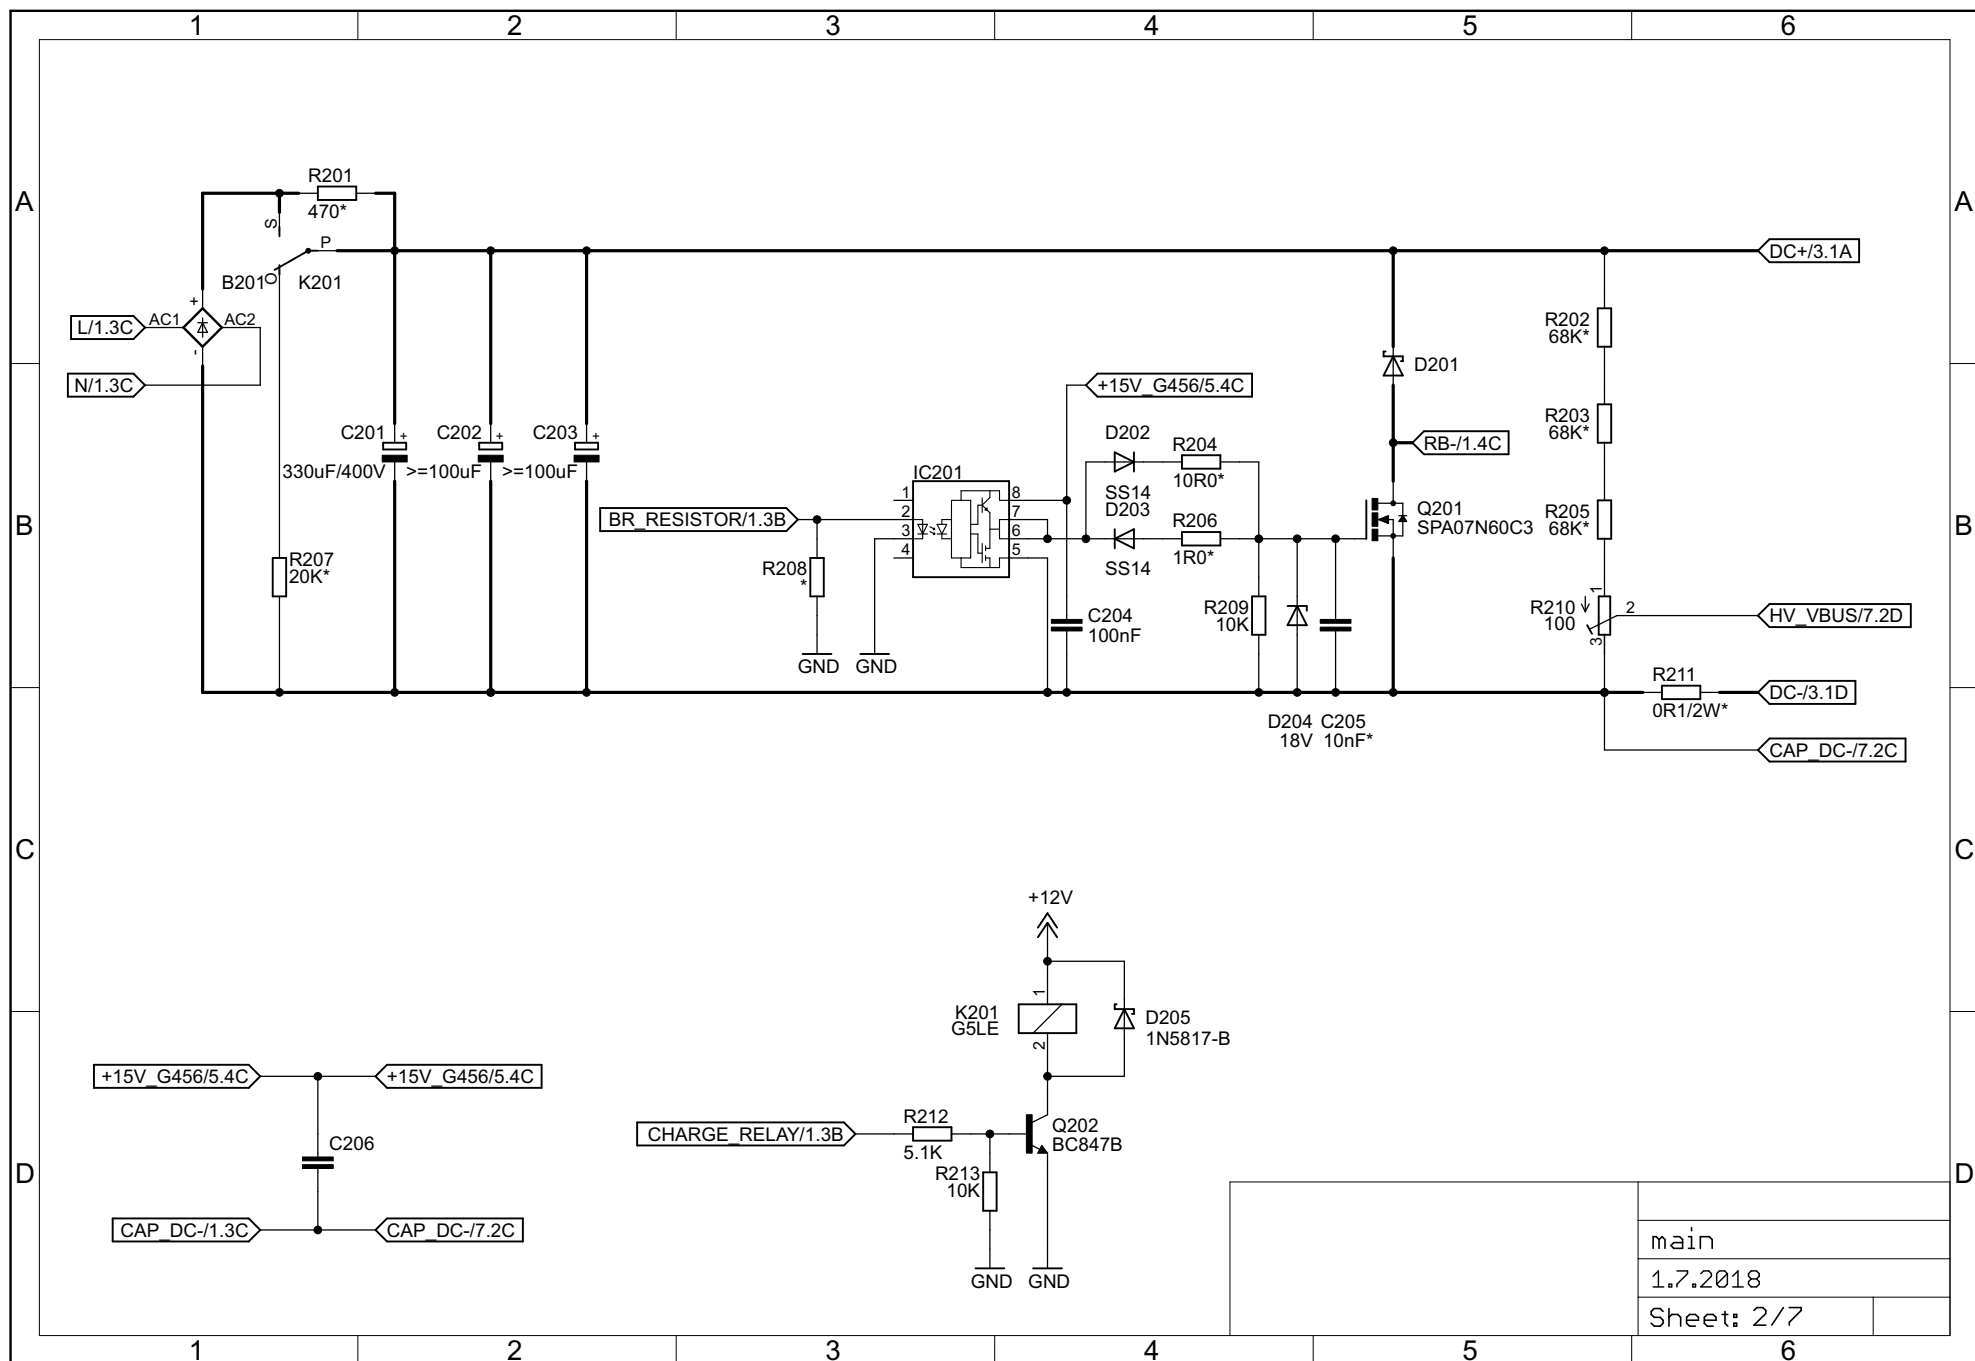 1 2 3 4 5 6
A A
R201
470*
S
P
B201 O K201
DC+/3.1A
+
L/1.3C AC1 AC2
-
N/1.3C
R202
68K*
D201
+15V_G456/5.4C
R203
68K*
C201 + C202 + C203 +
330uF/400V >=100uF >=100uF
D202 R204
SS14 10R0*
RB-/1.4C
IC201
1 8
2 7
3 6
4 5
B B
BR_RESISTOR/1.3B
D203 R206
SS14 1R0*
Q201
SPA07N60C3
R205
68K*
R207
20K*
R208
*
C204
100nF
R209
10K
R210
100
1
2
3
HV_VBUS/7.2D
GND GND
R211
0R1/2W*
DC-/3.1D
D204 C205
18V 10nF*
CAP_DC-/7.2C
C C
+12V
1
K201
G5LE
2
D205
1N5817-B
+15V_G456/5.4C +15V_G456/5.4C
C206
CHARGE_RELAY/1.3B
R212
5.1K
Q202
BC847B
R213
10K
D D
CAP_DC-/1.3C CAP_DC-/7.2C
GND GND
main
1.7.2018
Sheet: 2/7
1 2 3 4 5 6